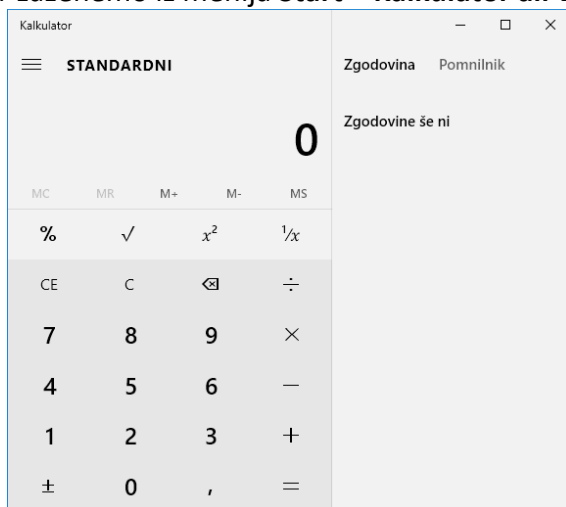 Kalkulator
STANDARDNI
Zgodovina Pomnilnik
Zgodovine še ni
0
MC MR M+ M- MS
% √ x² ¹/x
CE C ⌫ ÷
7 8 9 ×
4 5 6 −
1 2 3 +
± 0 , =